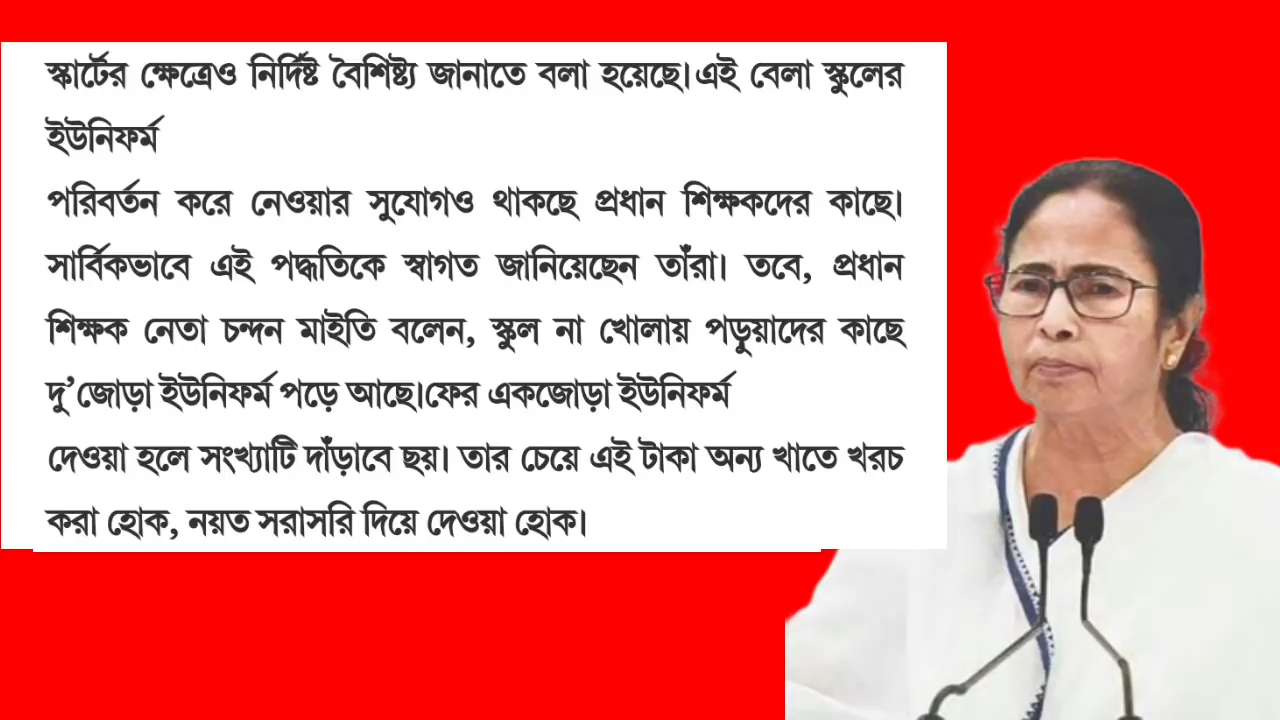 স্কার্টের ক্ষেত্রেও নির্দিষ্ট বৈশিষ্ট্য জানাতে বলা হয়েছে।এই বেলা স্কুলের
ইউনিফর্ম
পরিবর্তন করে নেওয়ার সুযোগও থাকছে প্রধান শিক্ষকদের কাছে।
সার্বিকভাবে এই পদ্ধতিকে স্বাগত জানিয়েছেন তাঁরা। তবে, প্রধান
শিক্ষক নেতা চন্দন মাইতি বলেন, স্কুল না খোলায় পড়ুয়াদের কাছে
দু’জোড়া ইউনিফর্ম পড়ে আছে।ফের একজোড়া ইউনিফর্ম
দেওয়া হলে সংখ্যাটি দাঁড়াবে ছয়। তার চেয়ে এই টাকা অন্য খাতে খরচ
করা হোক, নয়ত সরাসরি দিয়ে দেওয়া হোক।